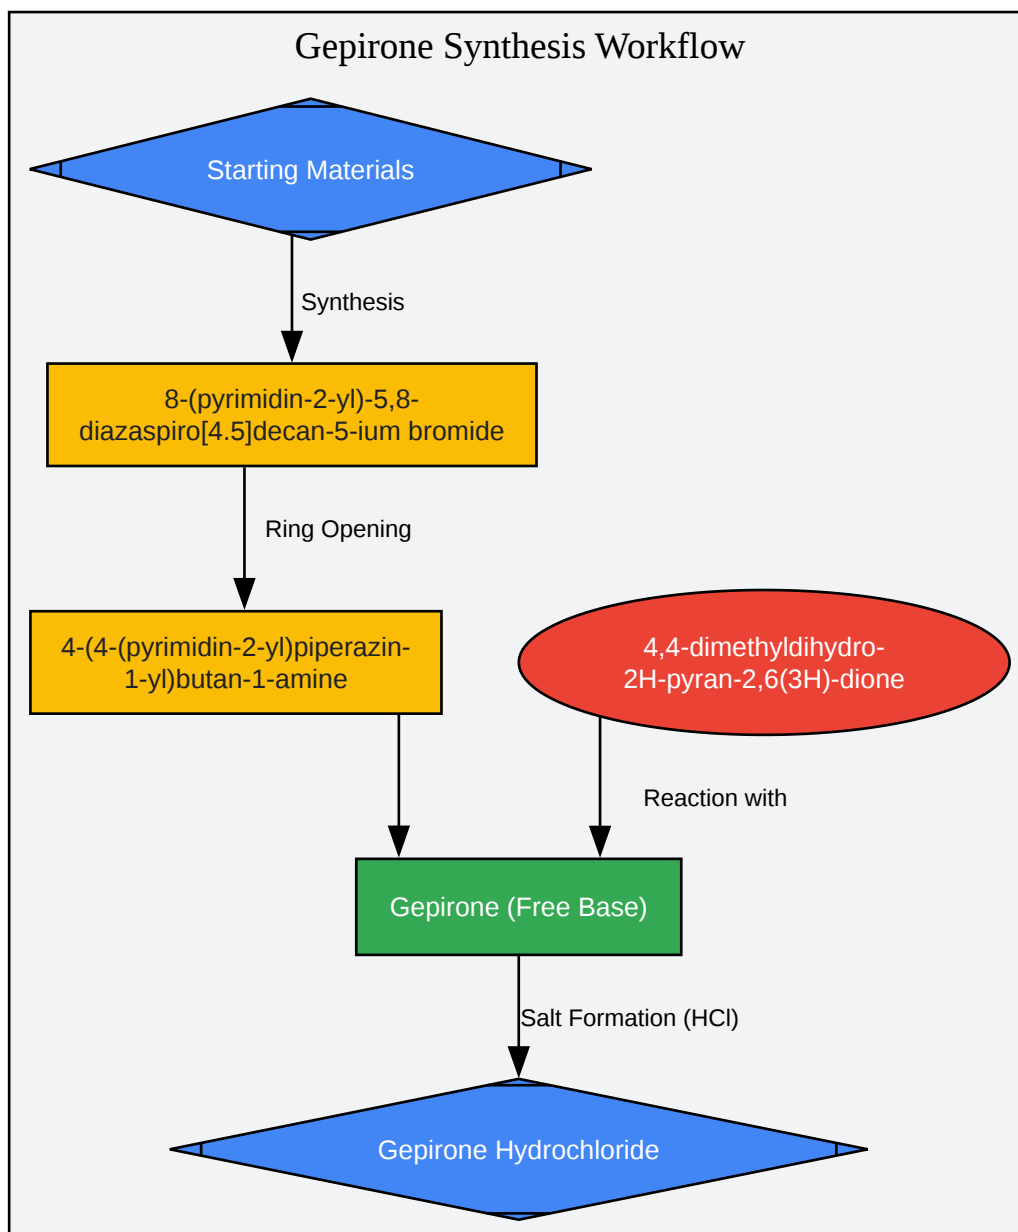 Gepirone Synthesis Workflow
Starting Materials
Synthesis
8-(pyrimidin-2-yl)-5,8-
diazaspiro[4.5]decan-5-ium bromide
Ring Opening
4-(4-(pyrimidin-2-yl)piperazin-
1-yl)butan-1-amine
4,4-dimethyldihydro-
2H-pyran-2,6(3H)-dione
Reaction with
Gepirone (Free Base)
Salt Formation (HCl)
Gepirone Hydrochloride